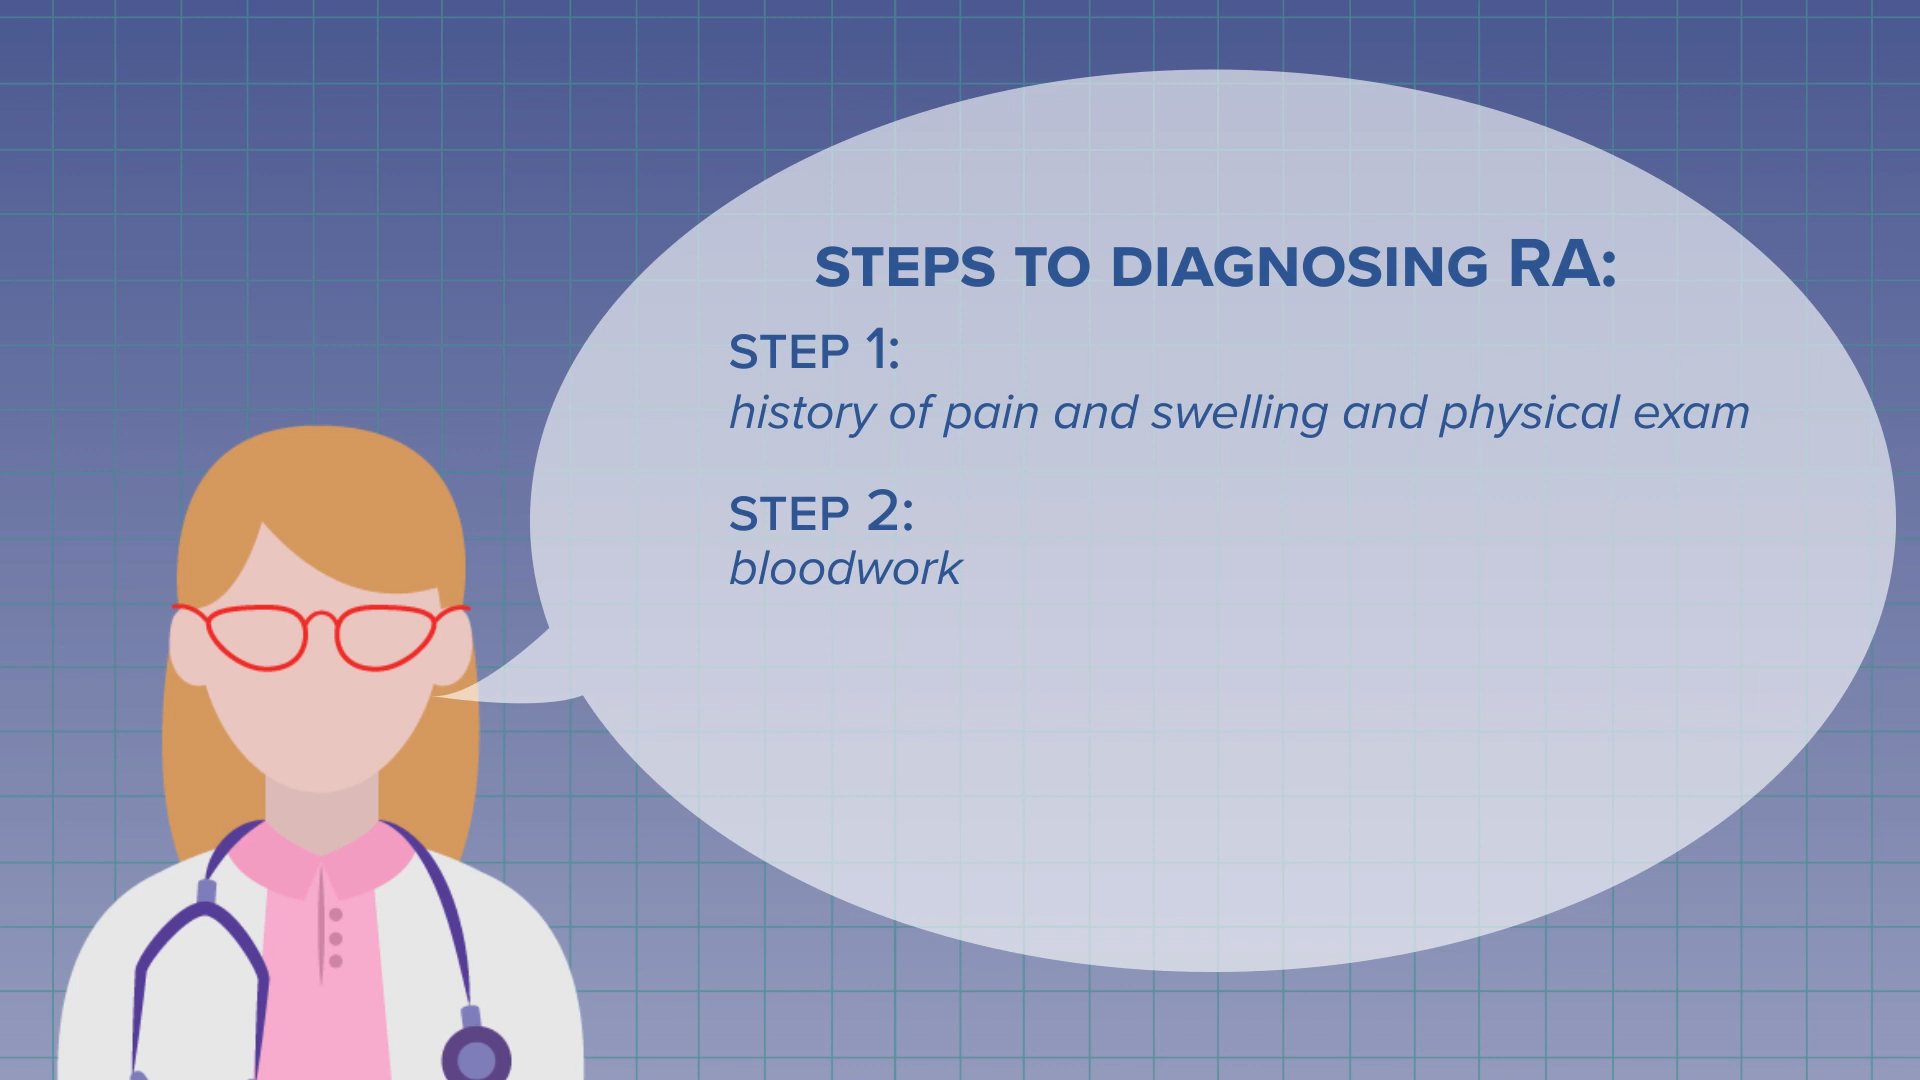 STEPS TO DIAGNOSING RA:
STEP 1:
history of pain and swelling and physical exam
STEP 2:
bloodwork